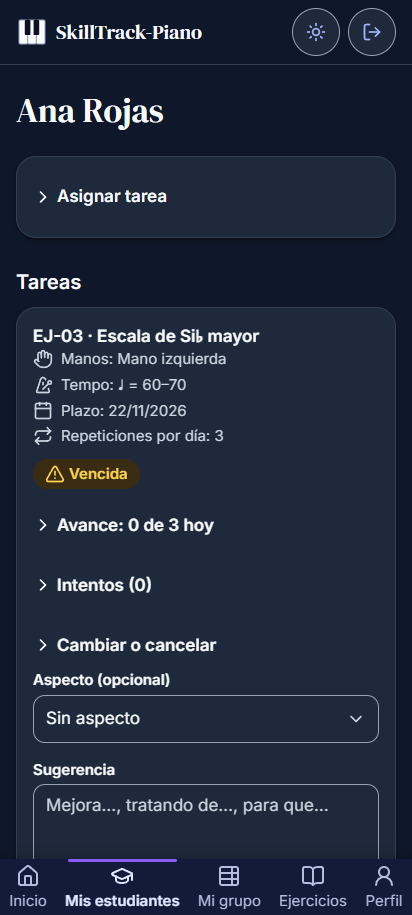 SkillTrack-Piano
Ana Rojas
Asignar tarea
Tareas
EJ-03 · Escala de Si♭ mayor
Manos: Mano izquierda
Tempo: ♩ = 60–70
Plazo: 22/11/2026
Repeticiones por día: 3
Vencida
Avance: 0 de 3 hoy
Intentos (0)
Cambiar o cancelar
Aspecto (opcional)
Sin aspecto
Sugerencia
Mejora..., tratando de..., para que...
Inicio
Mis estudiantes
Mi grupo
Ejercicios
Perfil